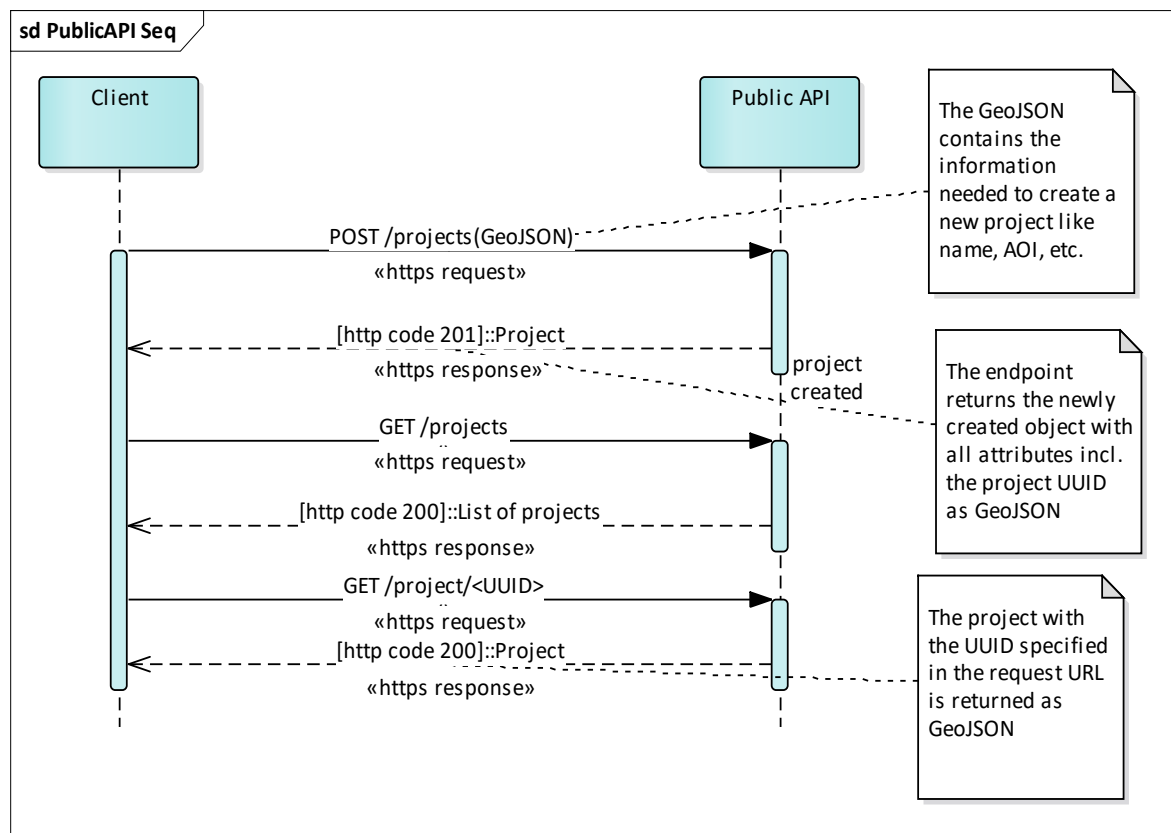 sd PublicAPI Seq
Client
Public API
The GeoJSON
contains the
information
needed to create a
new project like
name, AOI, etc.
POST /projects(GeoJSON)
«https request»
[http code 201]::Project
«https response»
project
created
The endpoint
returns the newly
created object with
all attributes incl.
the project UUID
as GeoJSON
GET /projects
«https request»
[http code 200]::List of projects
«https response»
GET /project/<UUID>
«https request»
[http code 200]::Project
«https response»
The project with
the UUID specified
in the request URL
is returned as
GeoJSON